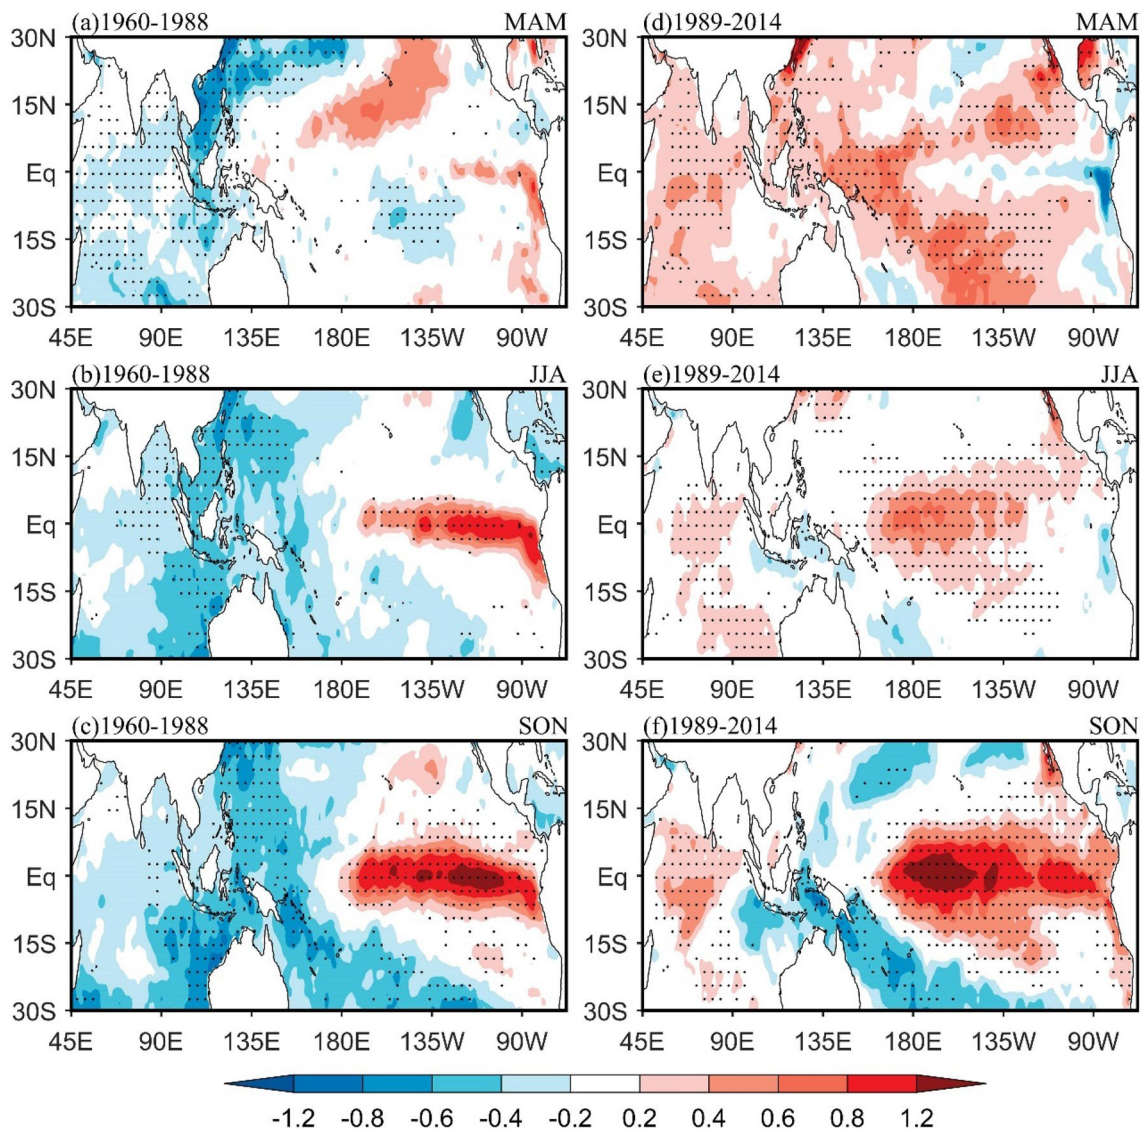 (a)1960-1988 MAM (d)1989-2014 MAM
30N 30N
15N 15N
Eq Eq
15S 15S
30S 30S
45E 90E 135E 180E 135W 90W 45E 90E 135E 180E 135W 90W
(b)1960-1988 JJA (e)1989-2014 JJA
30N 30N
15N 15N
Eq Eq
15S 15S
30S 30S
45E 90E 135E 180E 135W 90W 45E 90E 135E 180E 135W 90W
(c)1960-1988 SON (f)1989-2014 SON
30N 30N
15N 15N
Eq Eq
15S 15S
30S 30S
45E 90E 135E 180E 135W 90W 45E 90E 135E 180E 135W 90W
-1.2 -0.8 -0.6 -0.4 -0.2 0.2 0.4 0.6 0.8 1.2